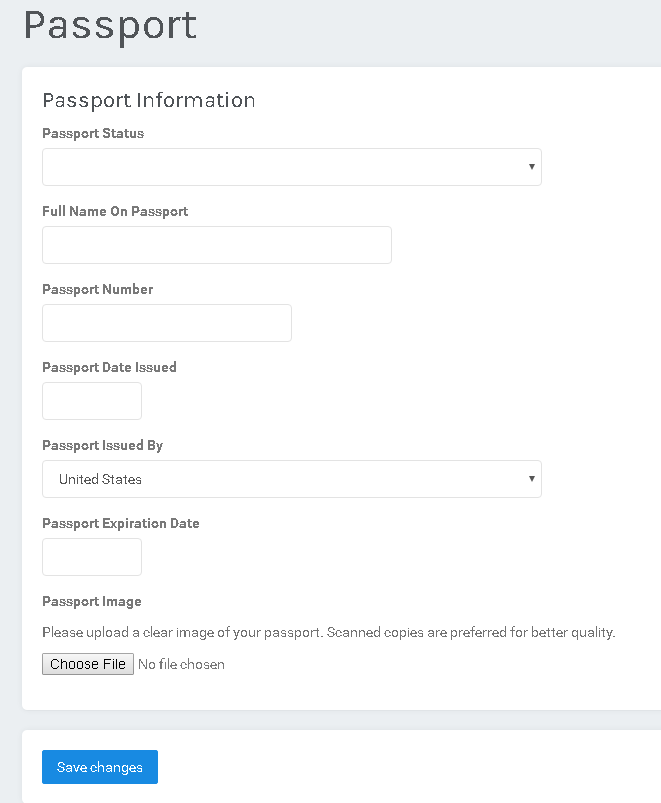 Passport
Passport Information
Passport Status
Full Name On Passport
Passport Number
Passport Date Issued
Passport Issued By
United States
Passport Expiration Date
Passport Image
Please upload a clear image of your passport. Scanned copies are preferred for better quality.
Choose File No file chosen
Save changes